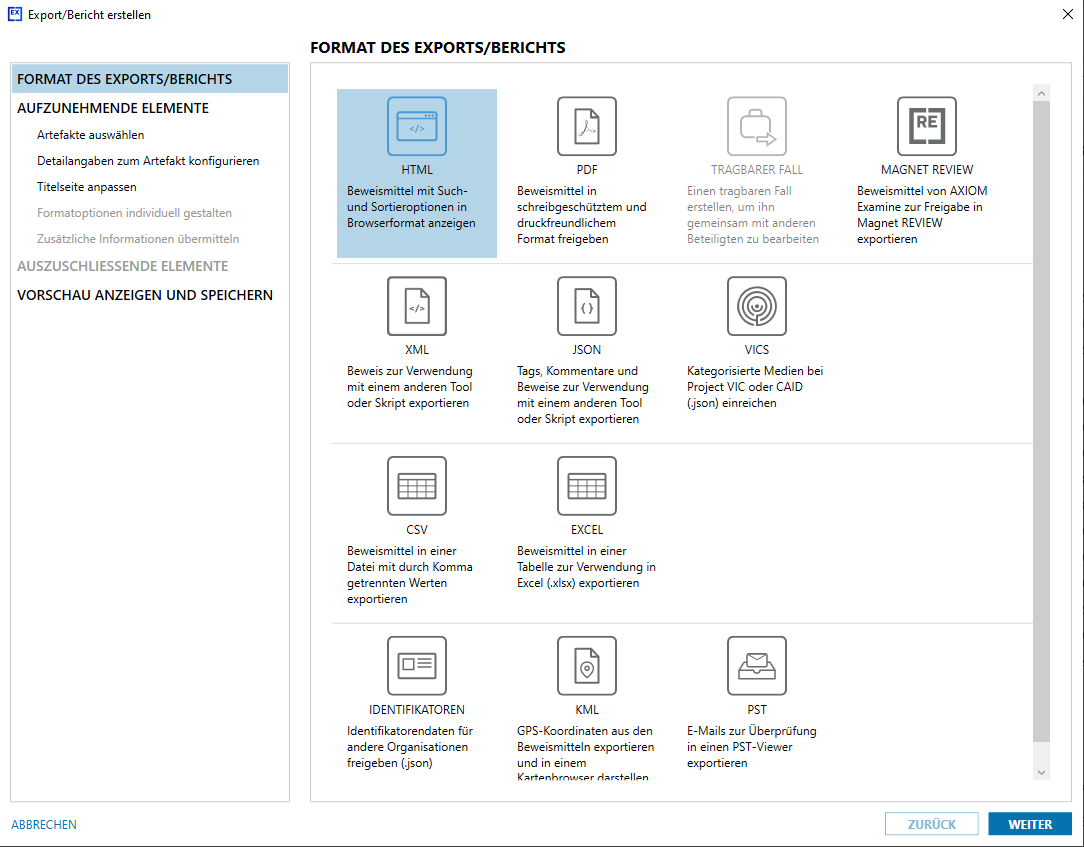 EX Export/Bericht erstellen
FORMAT DES EXPORTS/BERICHTS
FORMAT DES EXPORTS/BERICHTS
AUFZUNEHMENDE ELEMENTE
Artefakte auswählen
Detailangaben zum Artefakt konfigurieren
Titelseite anpassen
Formatoptionen individuell gestalten
Zusätzliche Informationen übermitteln
AUSZUSCHLIESSENDE ELEMENTE
VORSCHAU ANZEIGEN UND SPEICHERN
HTML
Beweismittel mit Such-
und Sortieroptionen in
Browserformat anzeigen
PDF
Beweismittel in
schreibgeschütztem und
druckfreundlichem
Format freigeben
TRAGBARER FALL
Einen tragbaren Fall
erstellen, um ihn
gemeinsam mit anderen
Beteiligten zu bearbeiten
RE
MAGNET REVIEW
Beweismittel von AXIOM
Examine zur Freigabe in
Magnet REVIEW
exportieren
XML
Beweis zur Verwendung
mit einem anderen Tool
oder Skript exportieren
JSON
Tags, Kommentare und
Beweise zur Verwendung
mit einem anderen Tool
oder Skript exportieren
VICS
Kategorisierte Medien bei
Project VIC oder CAID
(.json) einreichen
CSV
Beweismittel in einer
Datei mit durch Komma
getrennten Werten
exportieren
EXCEL
Beweismittel in einer
Tabelle zur Verwendung in
Excel (.xlsx) exportieren
IDENTIFIKATOREN
Identifikatorendaten für
andere Organisationen
freigeben (.json)
KML
GPS-Koordinaten aus den
Beweismitteln exportieren
und in einem
Kartenbrowser darstellen
PST
E-Mails zur Überprüfung
in einen PST-Viewer
exportieren
ABBRECHEN
ZURÜCK
WEITER